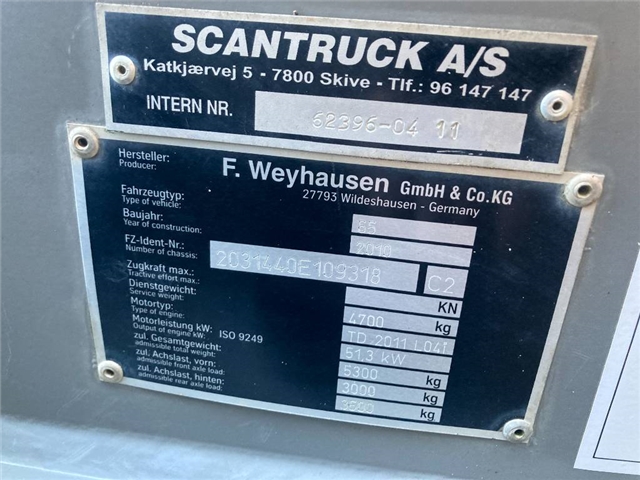 SCANTRUCK A/S
Katkjærvej 5 - 7800 Skive - Tlf.: 96 147 147
INTERN NR. 62396-04 11
Hersteller: F. Weyhausen GmbH & Co.KG
Producer: 27793 Wildeshausen - Germany
Fahrzeugtyp:
Type of vehicle:
Baujahr: 2010
Year of construction:
FZ-Ident-Nr.: 2031440E109318 C2
Number of chassis:
Zugkraft max.: KN
Tractive effort max.:
Dienstgewicht: 4700 kg
Service weight:
Motortyp: TD 2011 L04I
Type of engine:
Motorleistung kW: ISO 9249 51.3 kW
Output of engine kW:
zul. Gesamtgewicht: 5300 kg
admissible total weight:
zul. Achslast, vorn: 3000 kg
admissible front axle load:
zul. Achslast, hinten: kg
admissible rear axle load: